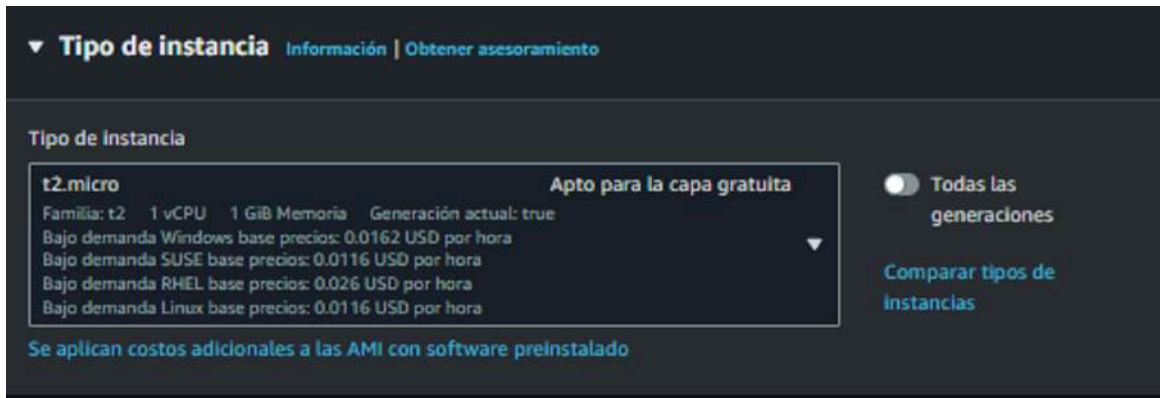 Tipo de instancia Información | Obtener asesoramiento
Tipo de instancia
t2.micro Apto para la capa gratuita
Familia: t2 1 vCPU 1 GiB Memoria Generación actual: true
Bajo demanda Windows base precios: 0.0162 USD por hora
Bajo demanda SUSE base precios: 0.0116 USD por hora
Bajo demanda RHEL base precios: 0.026 USD por hora
Bajo demanda Linux base precios: 0.0116 USD por hora
Todas las
generaciones
Comparar tipos de
instancias
Se aplican costos adicionales a las AMI con software preinstalado